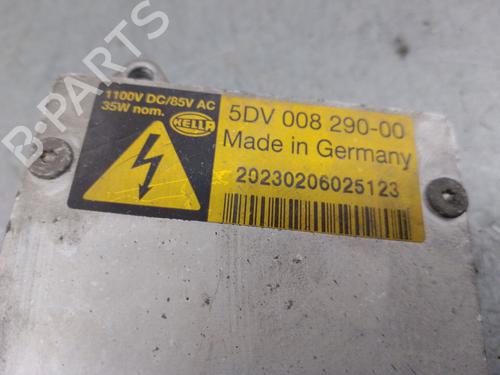 B-PARTS
1100V DC/85V AC
35W nom.
HELLA
5DV 008 290-00
Made in Germany
20230206025123